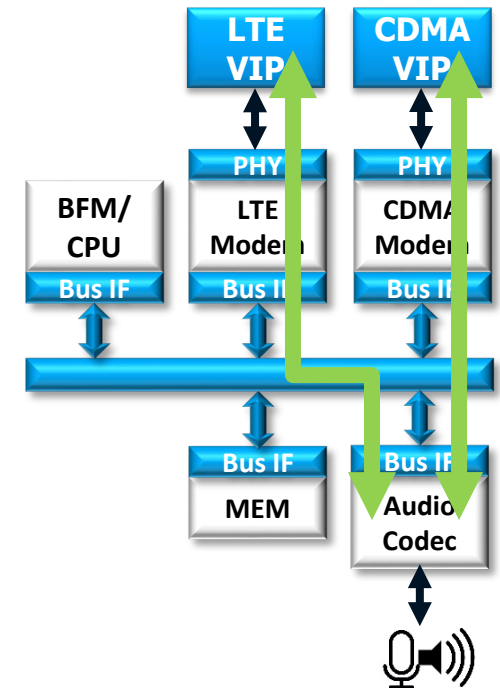 LTE
VIP
CDMA
VIP
PHY
PHY
BFM/
CPU
LTE
Modem
CDMA
Modem
Bus IF
Bus IF
Bus IF
Bus IF
Bus IF
MEM
Audio
Codec